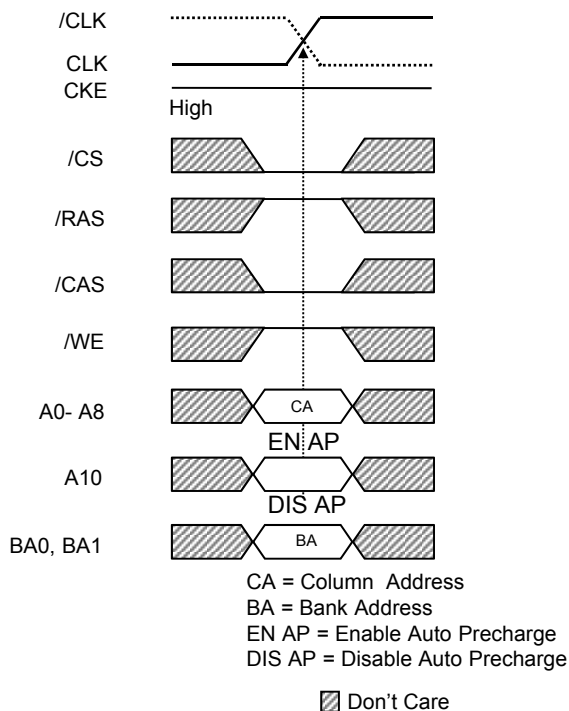 /CLK
CLK
CKE
High
/CS
/RAS
/CAS
/WE
A0- A8
CA
EN AP
A10
DIS AP
BA0, BA1
BA
CA = Column Address
BA = Bank Address
EN AP = Enable Auto Precharge
DIS AP = Disable Auto Precharge
Don't Care